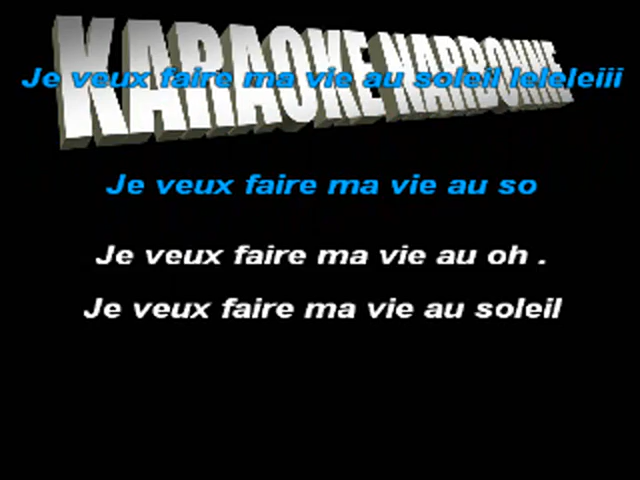 KARAOKE NARBONNE
Je veux faire ma vie au soleil leleleiii
Je veux faire ma vie au so
Je veux faire ma vie au oh .
Je veux faire ma vie au soleil